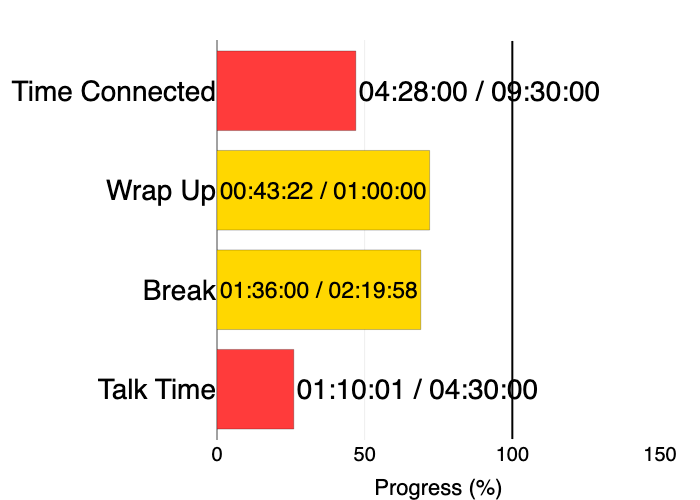 Time Connected 04:28:00 / 09:30:00
Wrap Up 00:43:22 / 01:00:00
Break 01:36:00 / 02:19:58
Talk Time 01:10:01 / 04:30:00
0 50 100 150
Progress (%)